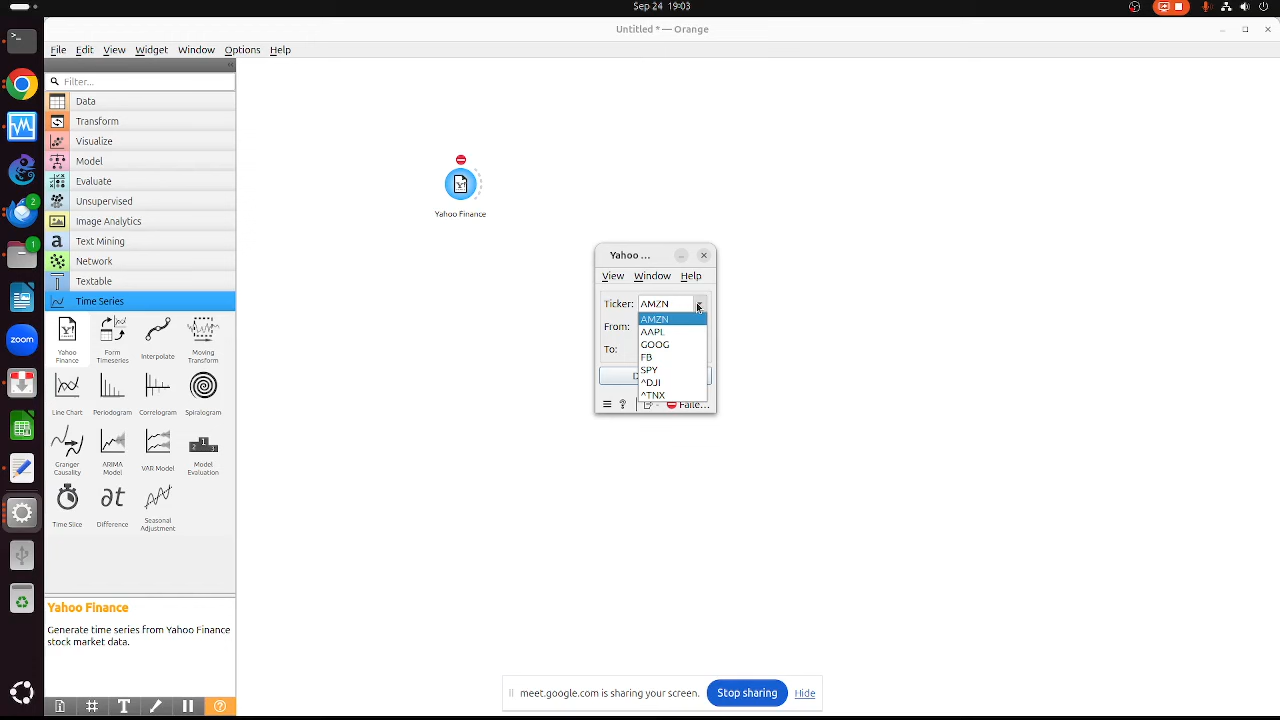 Sep 24 19:03
Untitled * — Orange
File Edit View Widget Window Options Help
Filter...
Data
Transform
Visualize
Model
Evaluate
Unsupervised
Image Analytics
Text Mining
Network
Textable
Time Series
Yahoo Finance
Form Timeseries
Interpolate
Moving Transform
Line Chart
Periodogram
Correlogram
Spiralogram
Granger Causality
ARIMA Model
VAR Model
Model Evaluation
Time Slice
Difference
Seasonal Adjustment
Yahoo Finance
Generate time series from Yahoo Finance
stock market data.
Yahoo Finance
Yahoo ...
View Window Help
Ticker: AMZN
From:
To:
AMZN
AAPL
GOOG
FB
SPY
^DJI
^TNX
Faile...
meet.google.com is sharing your screen. Stop sharing Hide
zoom
2
1